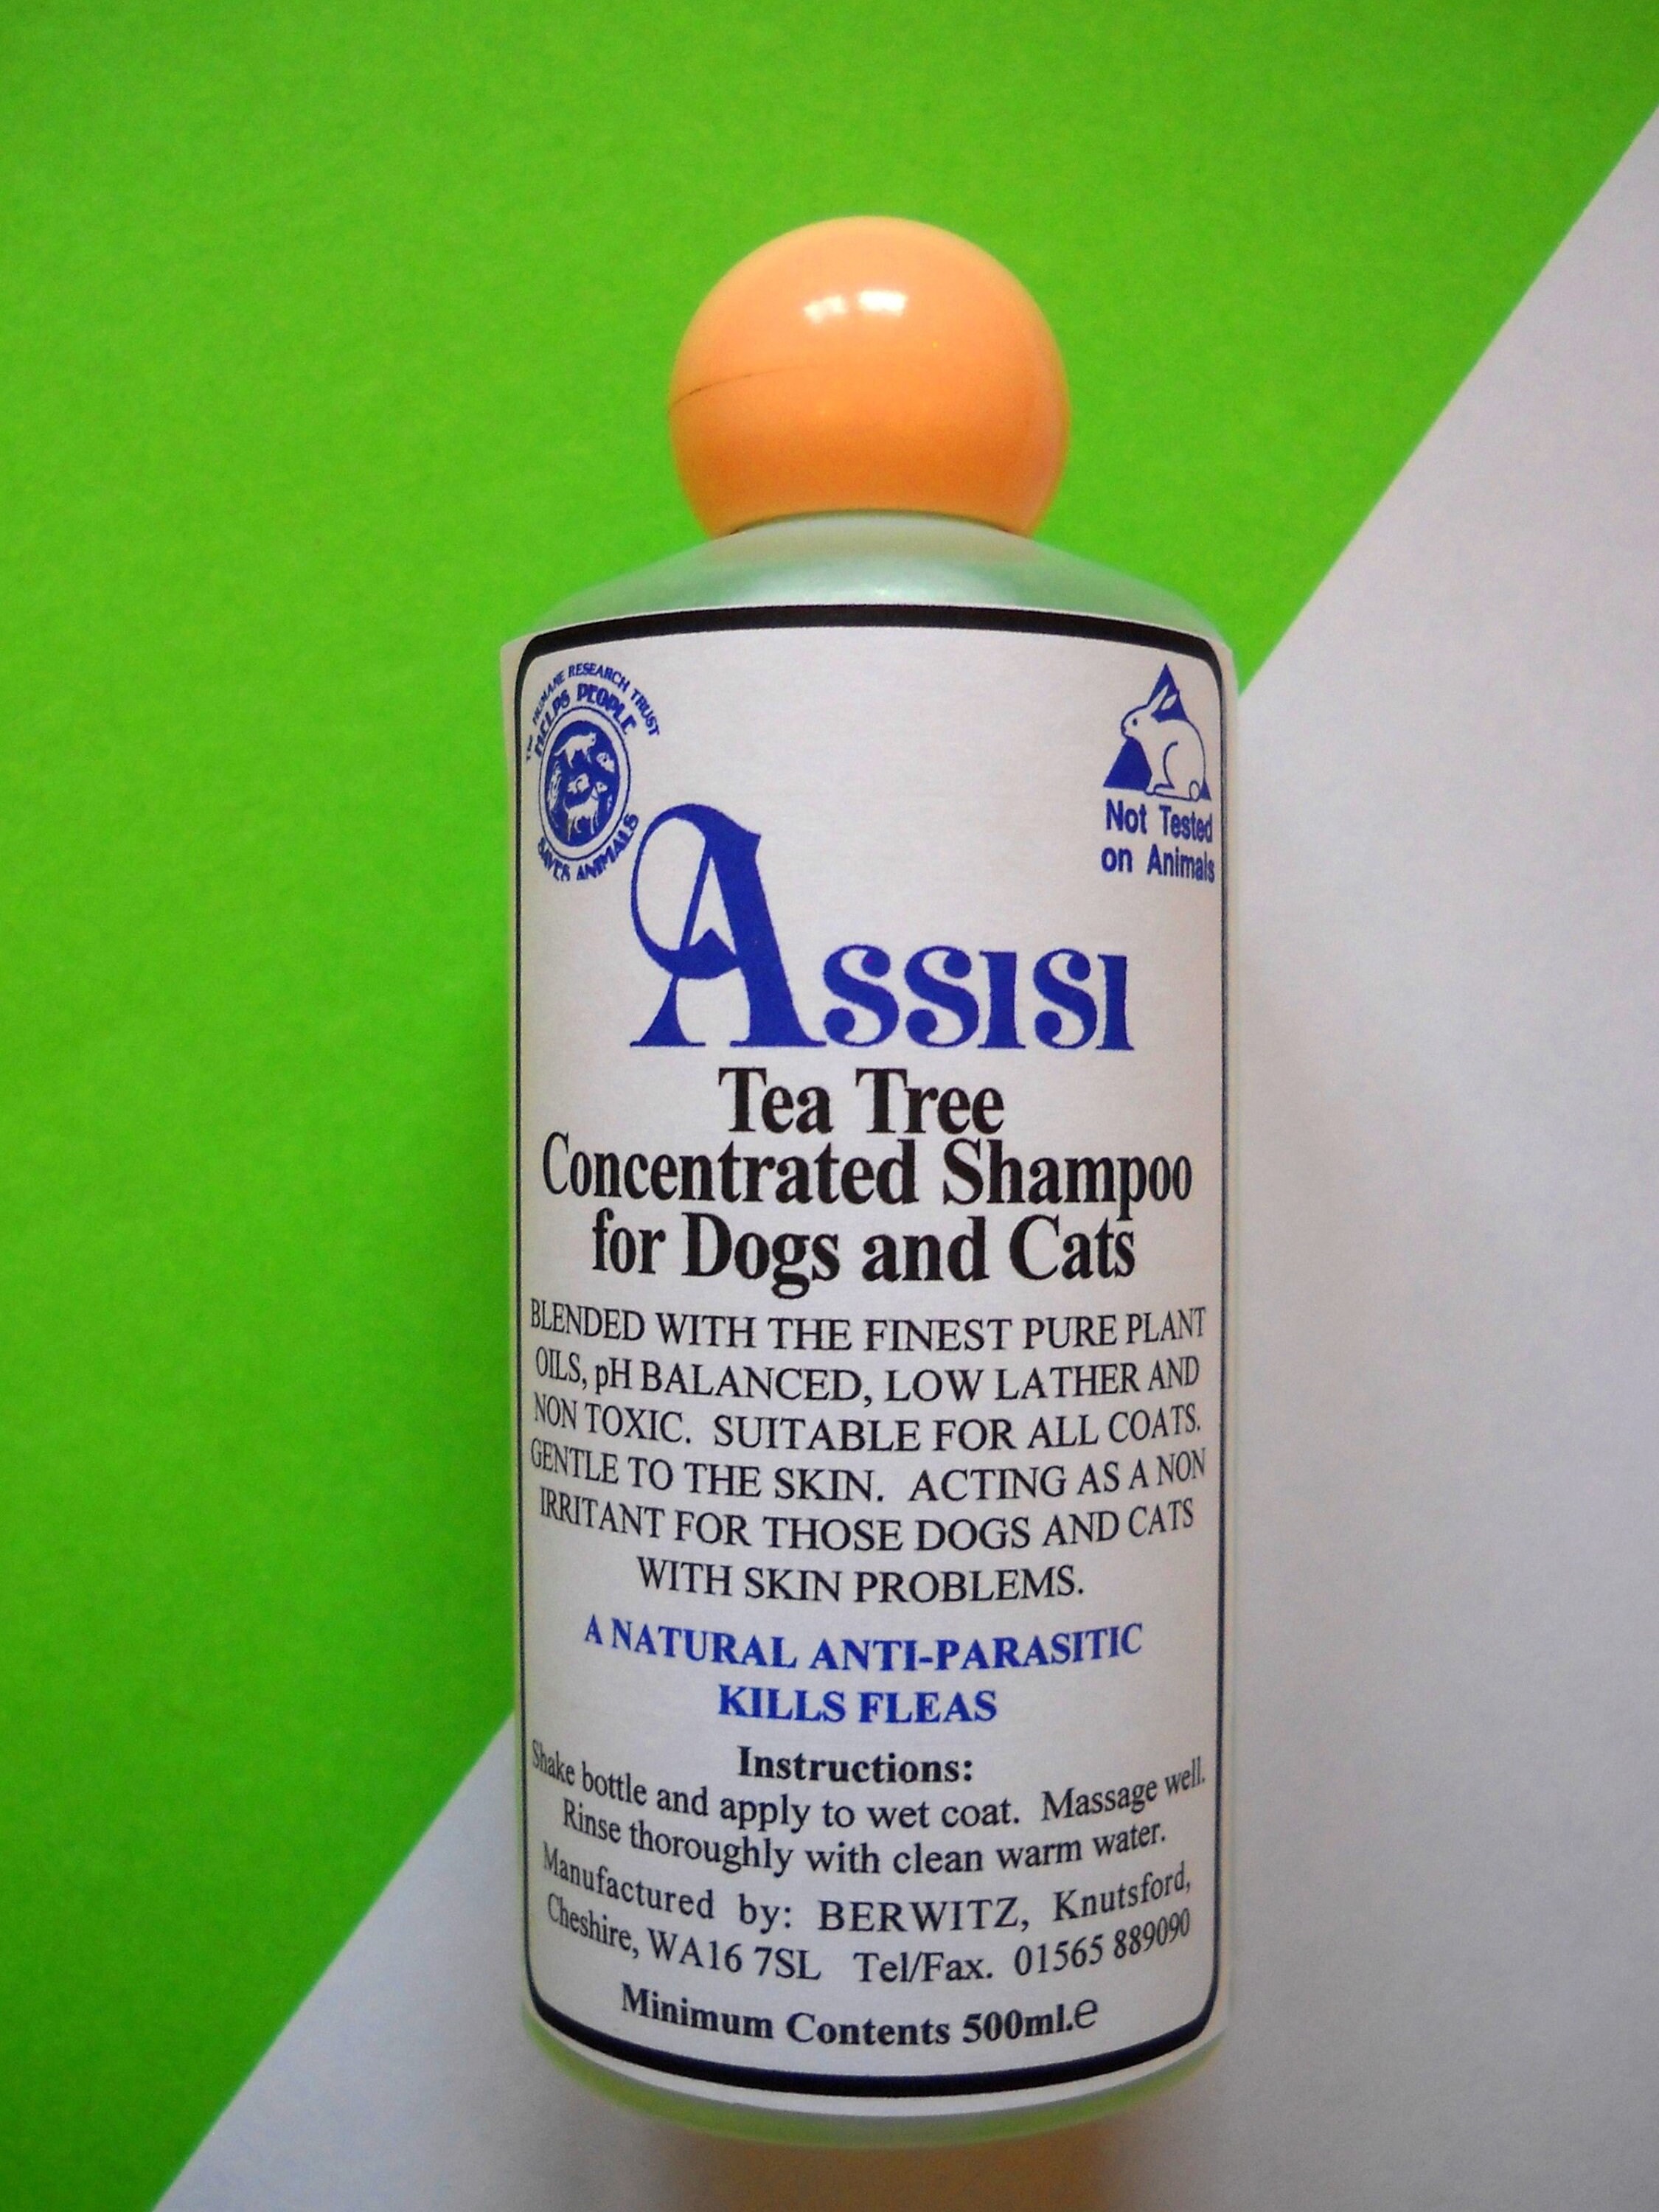 THE HUMANE RESEARCH TRUST
HELPS PEOPLE
SAVES ANIMALS
Not Tested
on Animals
ASSISI
Tea Tree
Concentrated Shampoo
for Dogs and Cats
BLENDED WITH THE FINEST PURE PLANT
OILS, pH BALANCED, LOW LATHER AND
NON TOXIC. SUITABLE FOR ALL COATS.
GENTLE TO THE SKIN. ACTING AS A NON
IRRITANT FOR THOSE DOGS AND CATS
WITH SKIN PROBLEMS.
A NATURAL ANTI-PARASITIC
KILLS FLEAS
Instructions:
Shake bottle and apply to wet coat. Massage well.
Rinse thoroughly with clean warm water.
Manufactured by: BERWITZ, Knutsford,
Cheshire, WA16 7SL Tel/Fax. 01565 889090
Minimum Contents 500ml.e